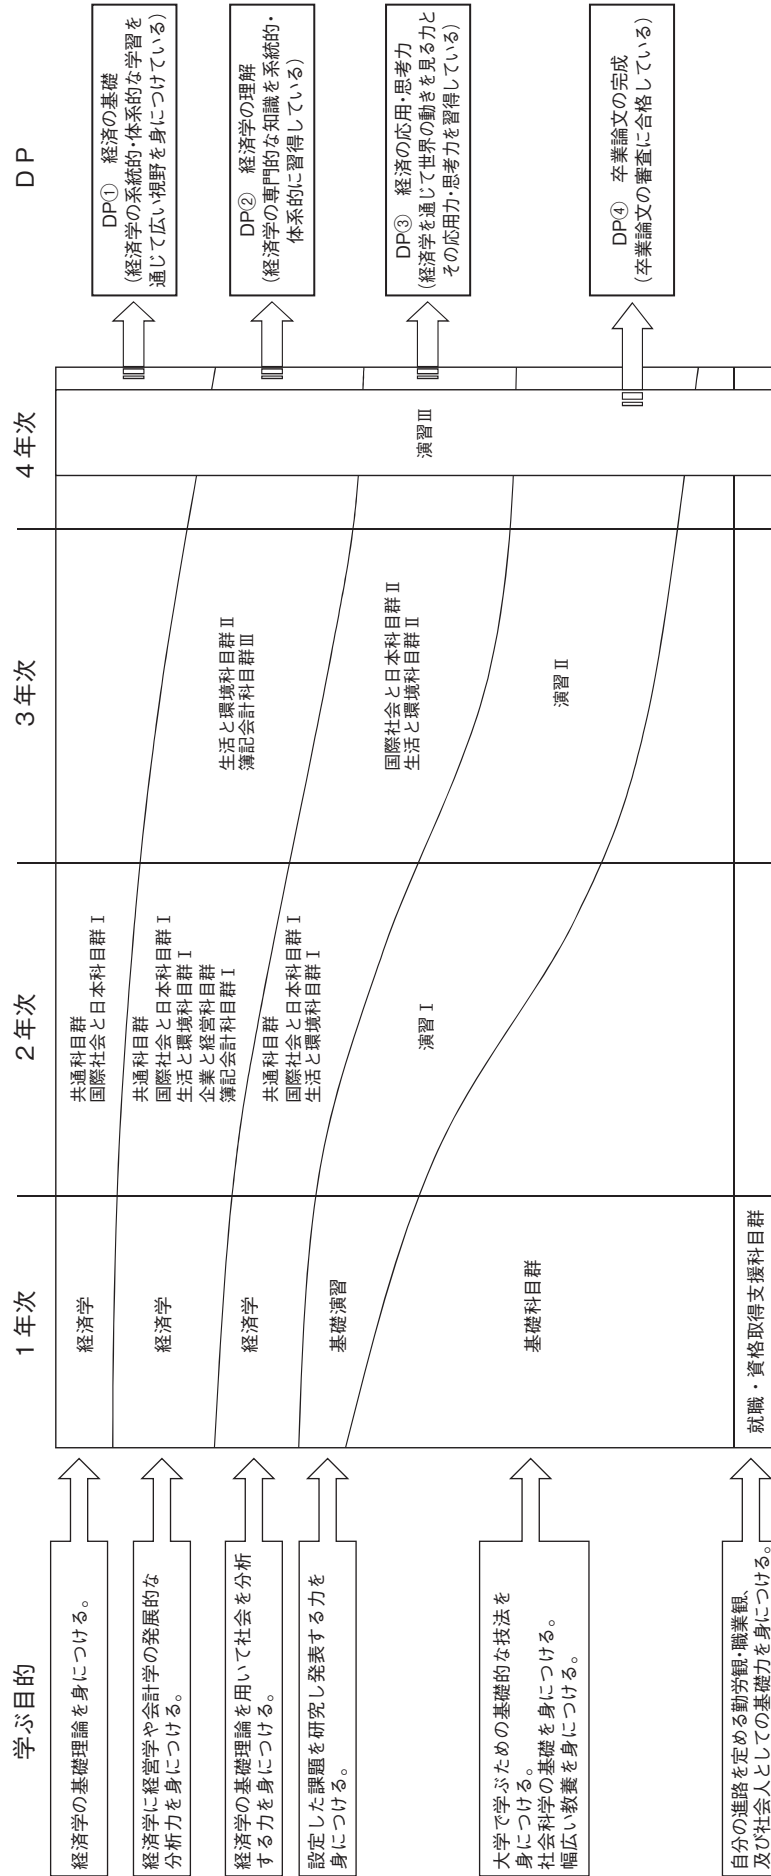 学ぶ目的
1年次
2年次
3年次
4年次
DP
経済学の基礎理論を身につける。
経済学に経営学や会計学の発展的な
分析力を身につける。
経済学の基礎理論を用いて社会を分析
する力を身につける。
設定した課題を研究し発表する力を
身につける。
大学で学ぶための基礎的な技法を
身につける。
社会科学の基礎を身につける。
幅広い教養を身につける。
自分の進路を定める勤労観・職業観、
及び社会人としての基礎力を身につける。
経済学
経済学
経済学
基礎演習
基礎科目群
就職・資格取得支援科目群
共通科目群
国際社会と日本科目群Ⅰ
共通科目群
国際社会と日本科目群Ⅰ
生活と環境科目群Ⅰ
企業と経営科目群
簿記会計科目群Ⅰ
共通科目群
国際社会と日本科目群Ⅰ
生活と環境科目群Ⅰ
演習Ⅰ
生活と環境科目群Ⅱ
簿記会計科目群Ⅲ
国際社会と日本科目群Ⅱ
生活と環境科目群Ⅱ
演習Ⅱ
演習Ⅲ
DP① 経済の基礎
(経済学の系統的・体系的な学習を
通じて広い視野を身につけている)
DP② 経済学の理解
(経済学の専門的な知識を系統的・
体系的に習得している)
DP③ 経済の応用・思考力
(経済学を通じて世界の動きを見る力と
その応用力・思考力を習得している)
DP④ 卒業論文の完成
(卒業論文の審査に合格している)